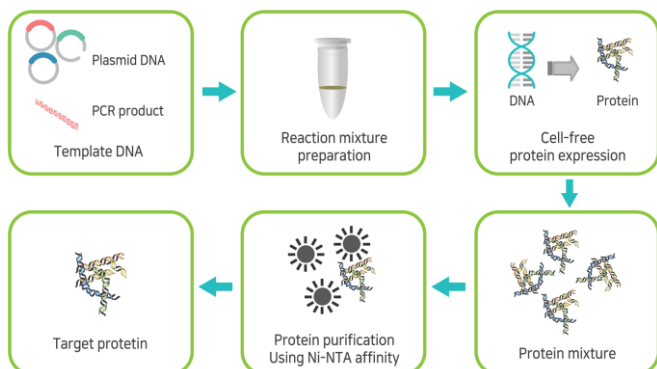 Plasmid DNA
PCR product
Template DNA
Reaction mixture
preparation
DNA
Protein
Cell-free
protein expression
Target protetin
Protein purification
Using Ni-NTA affinity
Protein mixture